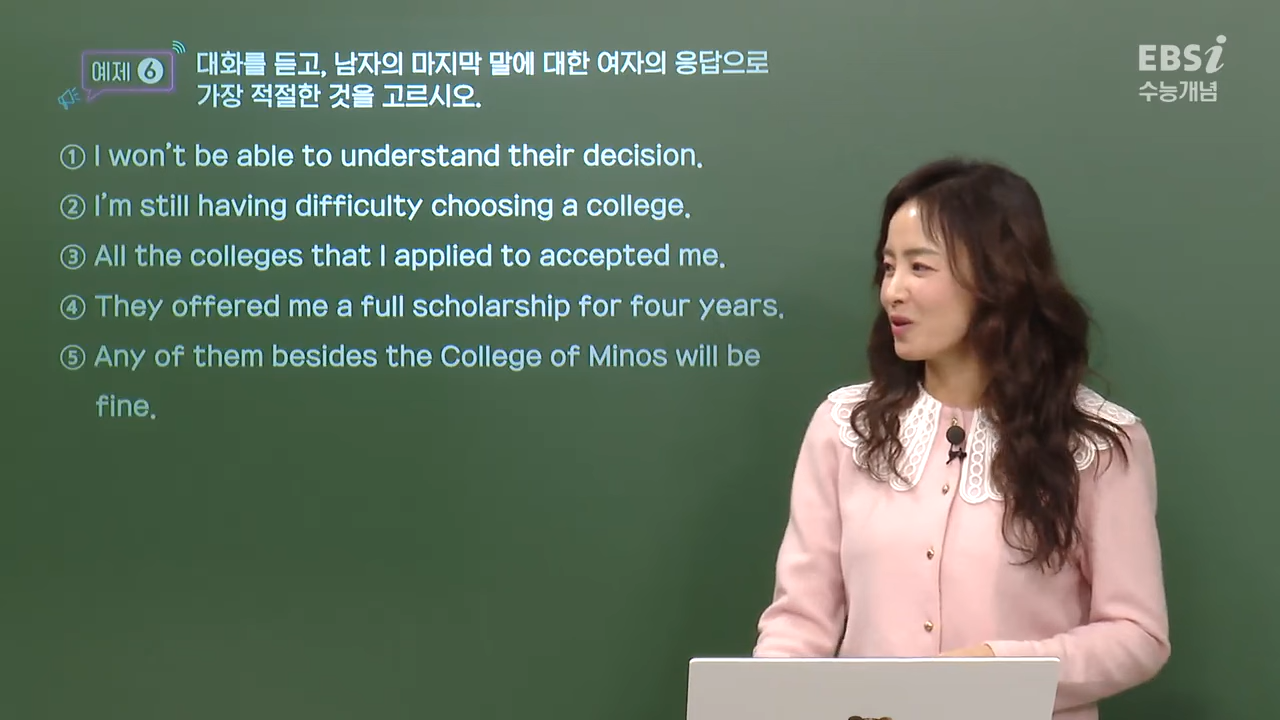 예제 6
대화를 듣고, 남자의 마지막 말에 대한 여자의 응답으로
가장 적절한 것을 고르시오.
EBSi
수능개념
① I won't be able to understand their decision.
② I'm still having difficulty choosing a college.
③ All the colleges that I applied to accepted me.
④ They offered me a full scholarship for four years.
⑤ Any of them besides the College of Minos will be
fine.